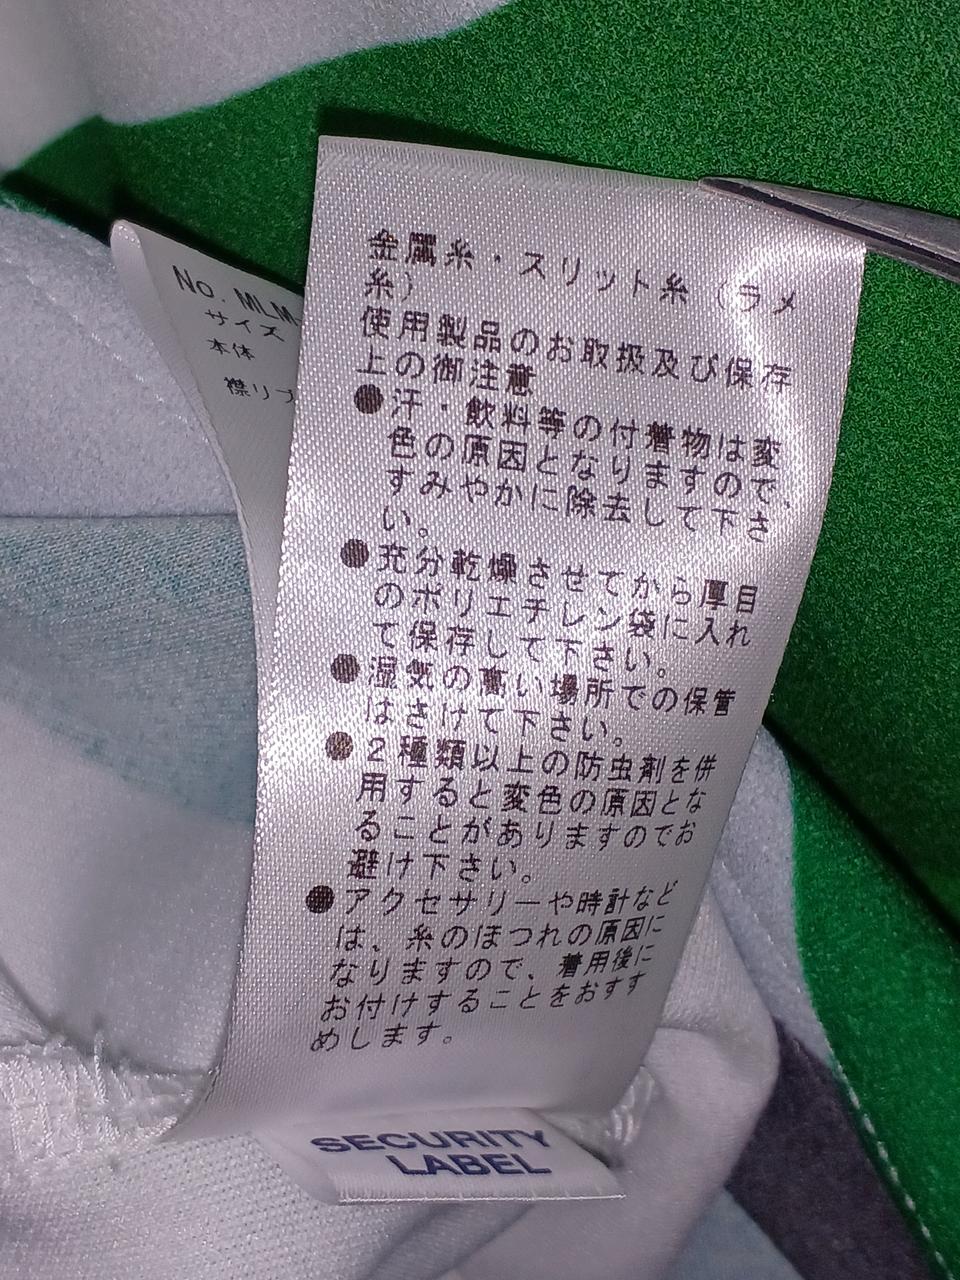 No. MLM
サイズ
本体
襟リブ
金属糸・スリット糸（ラメ
糸）
使用製品のお取扱及び保存
上の御注意
●汗・飲料等の付着物は変
色の原因となりますので、
すみやかに除去して下さ
い。
●充分乾燥させてから厚目
のポリエチレン袋に入れ
て保存して下さい。
●湿気の高い場所での保管
はさけて下さい。
●2種類以上の防虫剤を併
用すると変色の原因とな
ることがありますのでお
避け下さい。
●アクセサリーや時計など
は、糸のほつれの原因に
なりますので、着用後に
お付けすることをおすす
めします。
SECURITY
LABEL